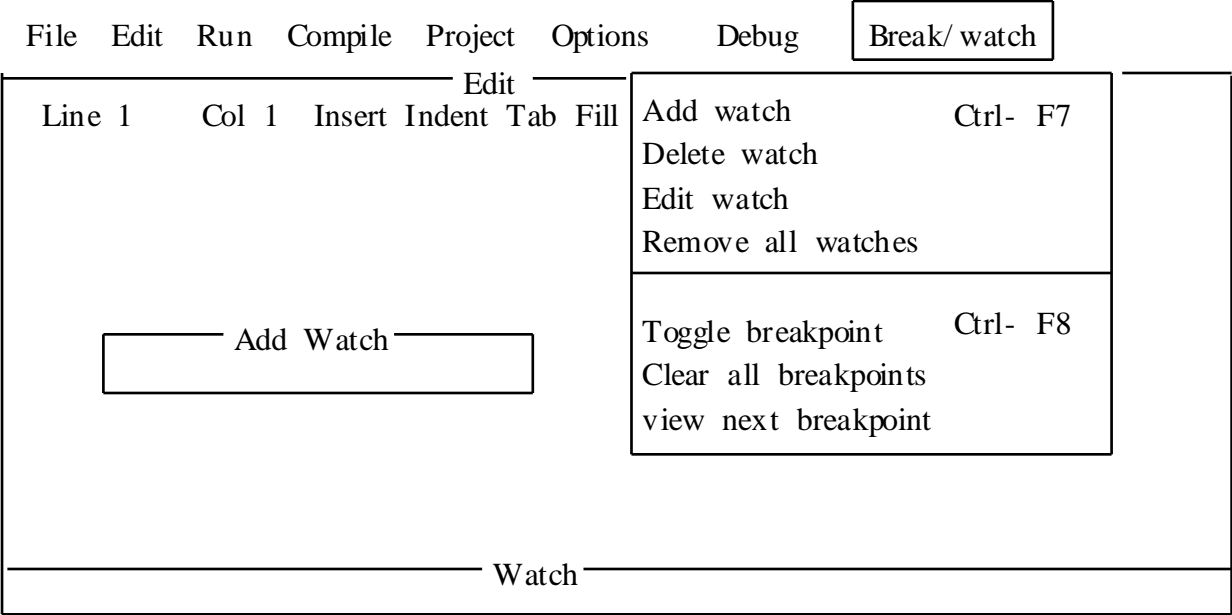 File Edit Run Compile Project Options Debug Break/ watch
Edit
Line 1 Col 1 Insert Indent Tab Fill
Add watch Ctrl- F7
Delete watch
Edit watch
Remove all watches
Toggle breakpoint Ctrl- F8
Clear all breakpoints
view next breakpoint
Add Watch
Watch